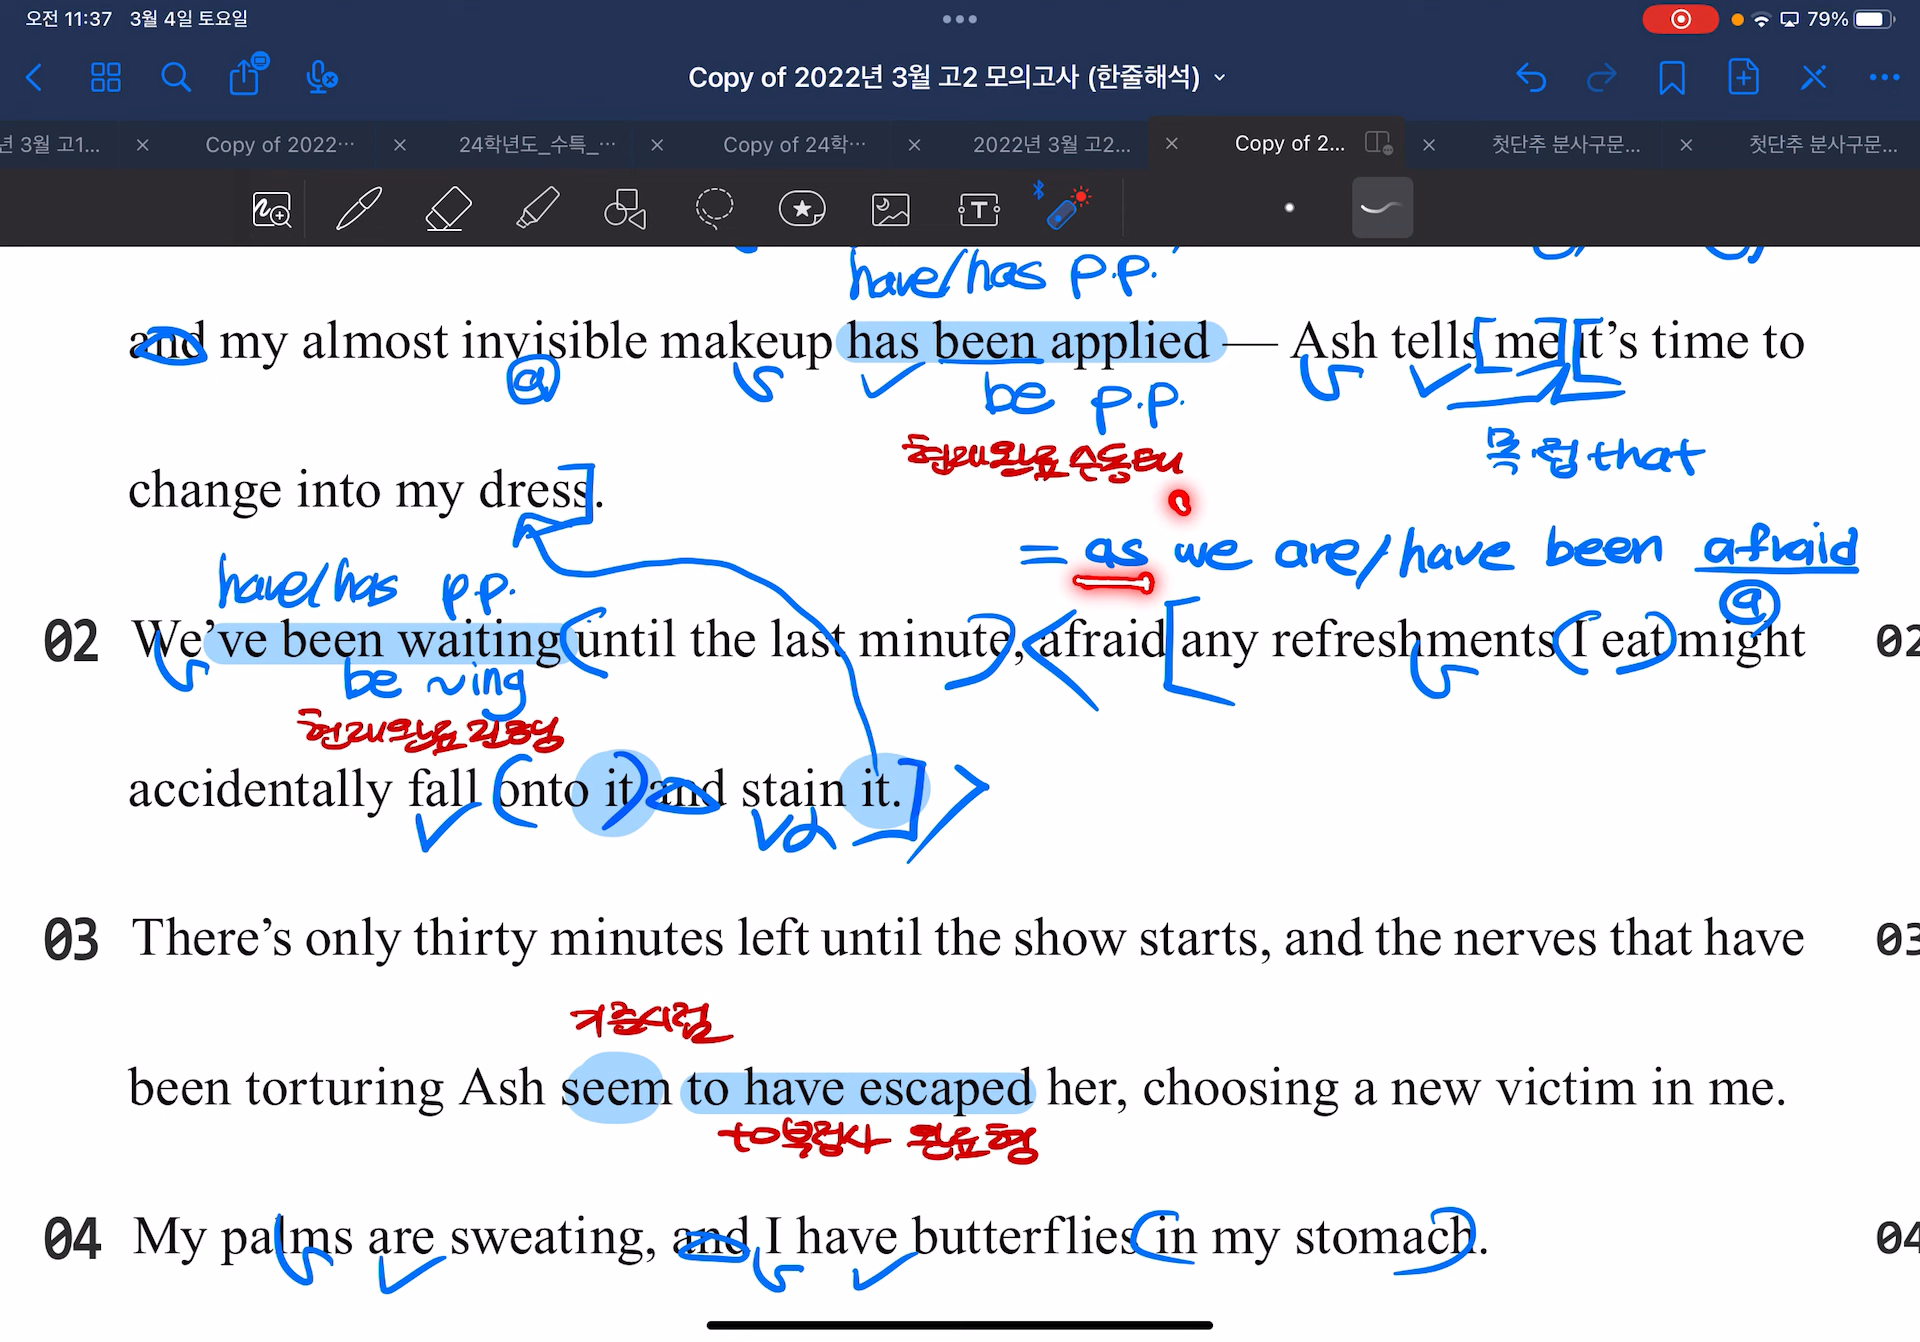 오전 11:37 3월 4일 토요일
79%
Copy of 2022년 3월 고2 모의고사 (한줄해석)
년 3월 고1...
Copy of 2022...
24학년도_수특_...
Copy of 24학...
2022년 3월 고2...
Copy of 2...
첫단추 분사구문...
첫단추 분사구문...
have/has p.p.
and my almost invisible makeup has been applied — Ash tells me it's time to
ⓐ
be p.p.
현재완료 수동태
목.접 that
change into my dress.
= as we are/have been afraid
ⓐ
have/has p.p.
02 We've been waiting until the last minute, afraid any refreshments I eat might
02
be ~ing
현재완료진행형
accidentally fall onto it and stain it.
03 There's only thirty minutes left until the show starts, and the nerves that have
03
기준시점
been torturing Ash seem to have escaped her, choosing a new victim in me.
to부정사 완료형
04 My palms are sweating, and I have butterflies in my stomach.
04